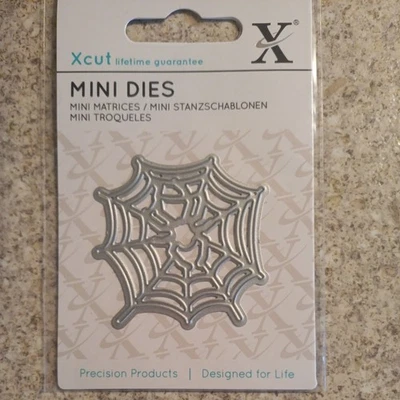 Xcut lifetime guarantee
X
MINI DIES
MINI MATRICES / MINI STANZSCHABLONEN
MINI TROQUELES
Precision Products | Designed for Life